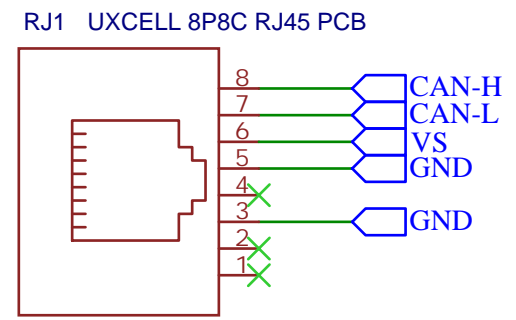 RJ1 UXCELL 8P8C RJ45 PCB
8 CAN-H
7 CAN-L
6 VS
5 GND
4
3 GND
2
1